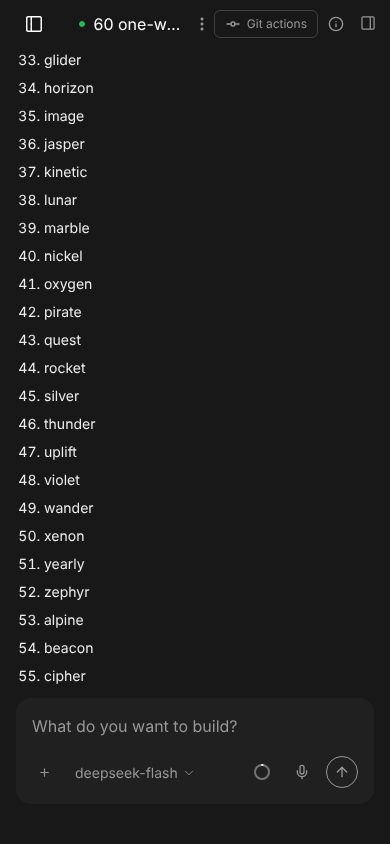 60 one-w...
Git actions
33. glider
34. horizon
35. image
36. jasper
37. kinetic
38. lunar
39. marble
40. nickel
41. oxygen
42. pirate
43. quest
44. rocket
45. silver
46. thunder
47. uplift
48. violet
49. wander
50. xenon
51. yearly
52. zephyr
53. alpine
54. beacon
55. cipher
What do you want to build?
deepseek-flash